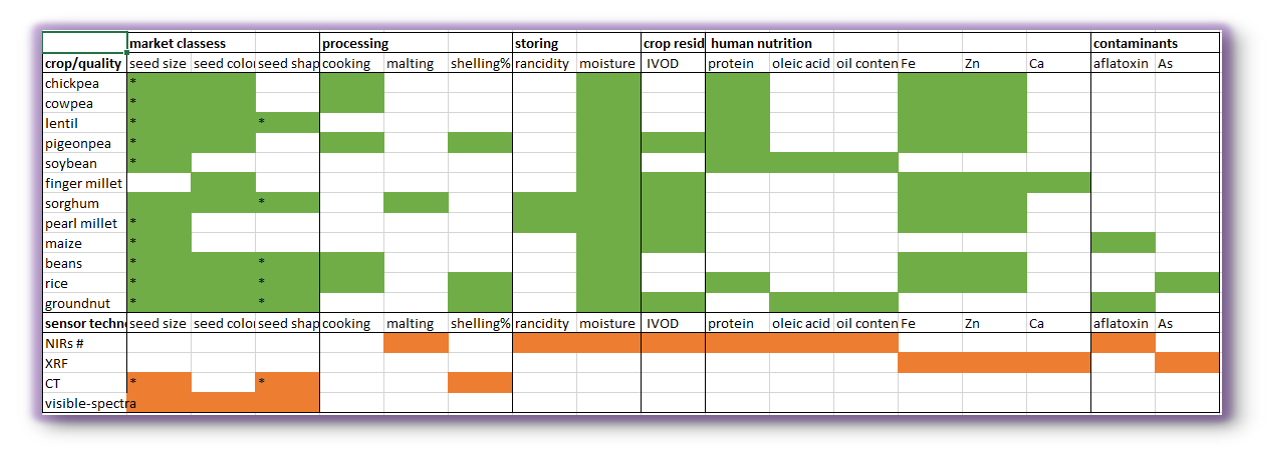 market classess processing storing crop resid human nutrition contaminants
crop/quality seed size seed color seed shap cooking malting shelling% rancidity moisture IVOD protein oleic acid oil conten Fe Zn Ca aflatoxin As
chickpea *
cowpea *
lentil * *
pigeonpea *
soybean *
finger millet
sorghum *
pearl millet *
maize *
beans * *
rice * *
groundnut * *
sensor techn seed size seed color seed shap cooking malting shelling% rancidity moisture IVOD protein oleic acid oil conten Fe Zn Ca aflatoxin As
NIRs #
XRF
CT * *
visible-spectra